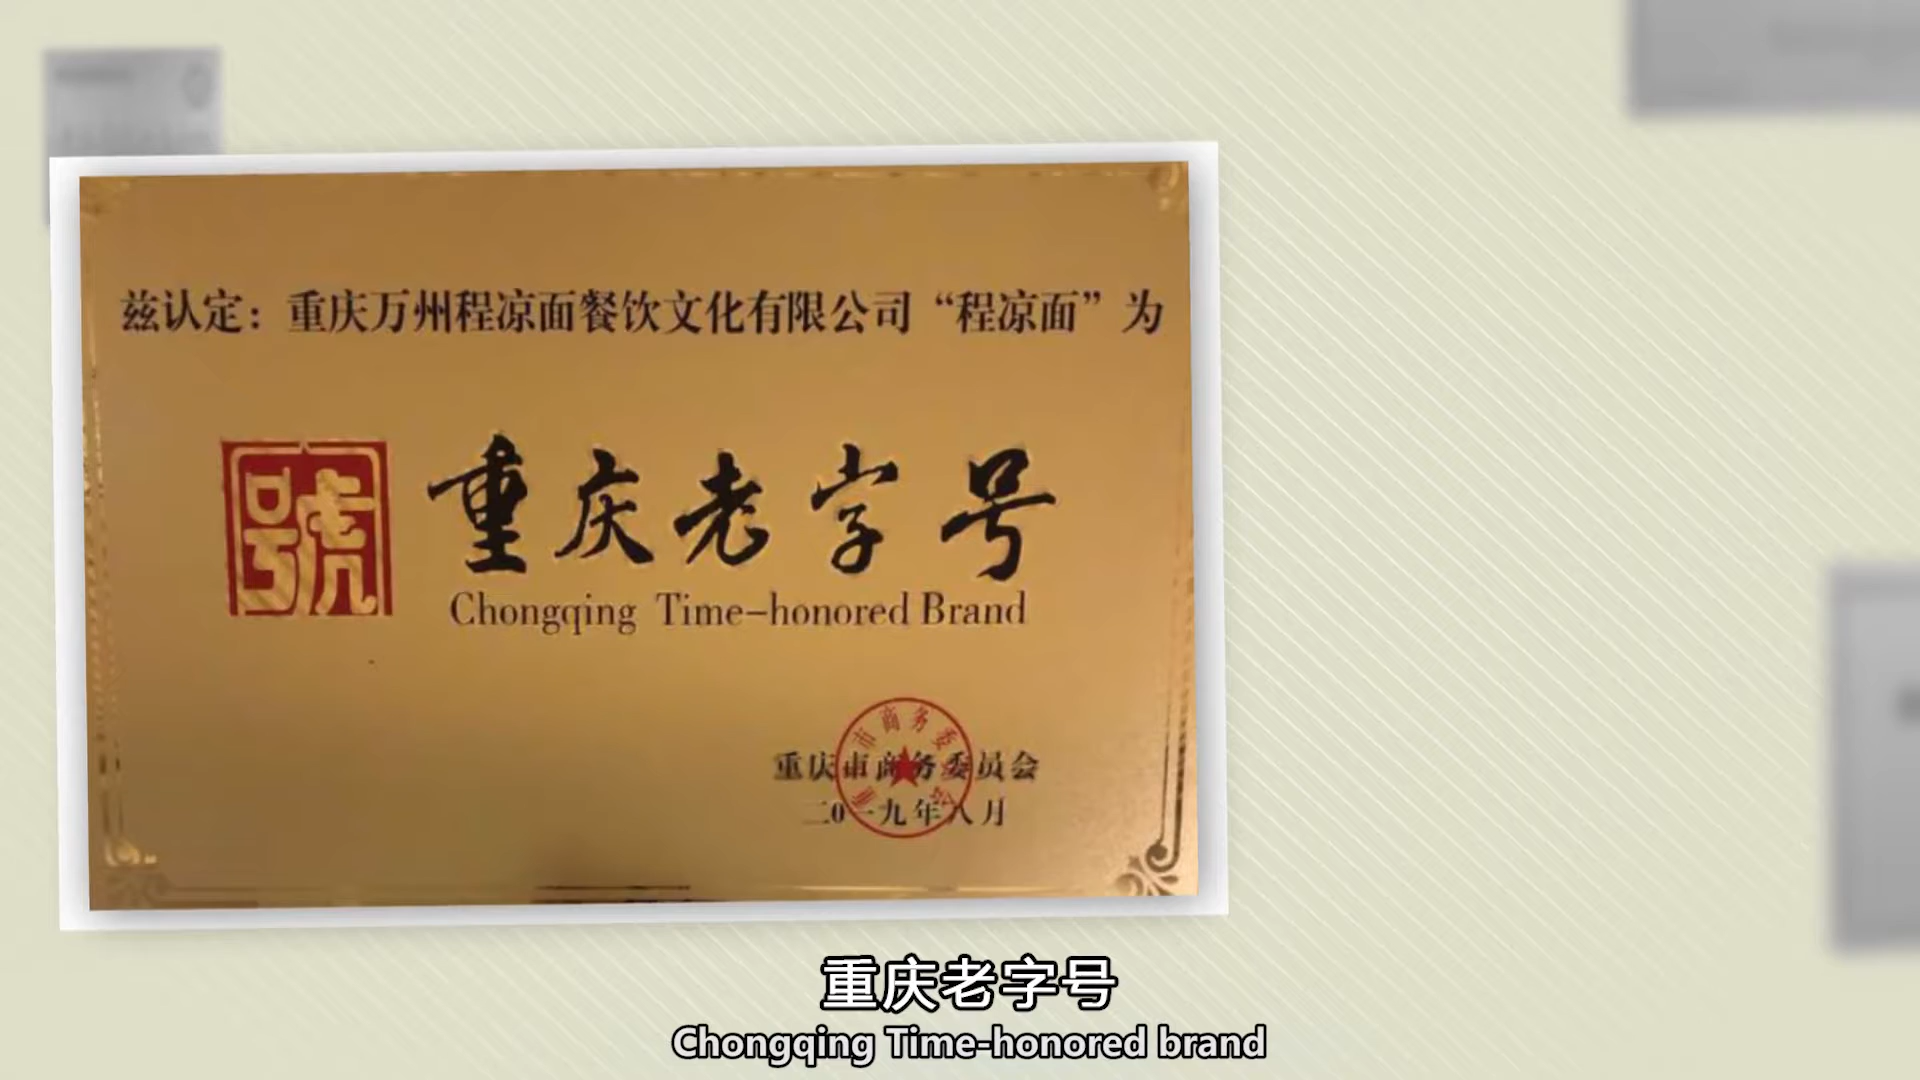 兹认定：重庆万州程凉面餐饮文化有限公司“程凉面”为
號
重庆老字号
Chongqing Time-honored Brand
重庆市商务委员会
二0一九年八月
重庆老字号
Chongqing Time-honored brand